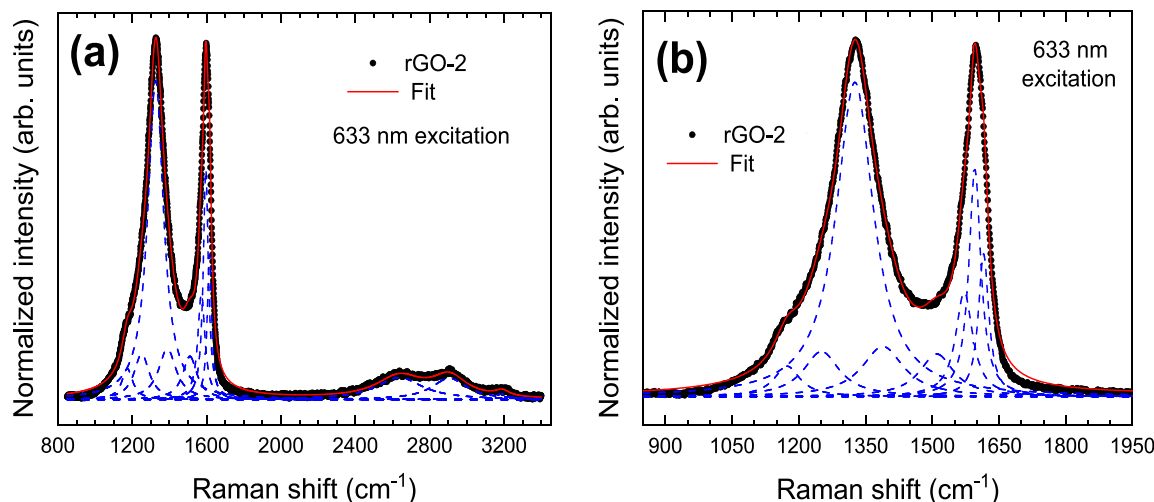 (a)
rGO-2
Fit
633 nm excitation
Normalized intensity (arb. units)
800 1200 1600 2000 2400 2800 3200
Raman shift (cm⁻¹)
(b)
633 nm
excitation
rGO-2
Fit
Normalized intensity (arb. units)
900 1050 1200 1350 1500 1650 1800 1950
Raman shift (cm⁻¹)